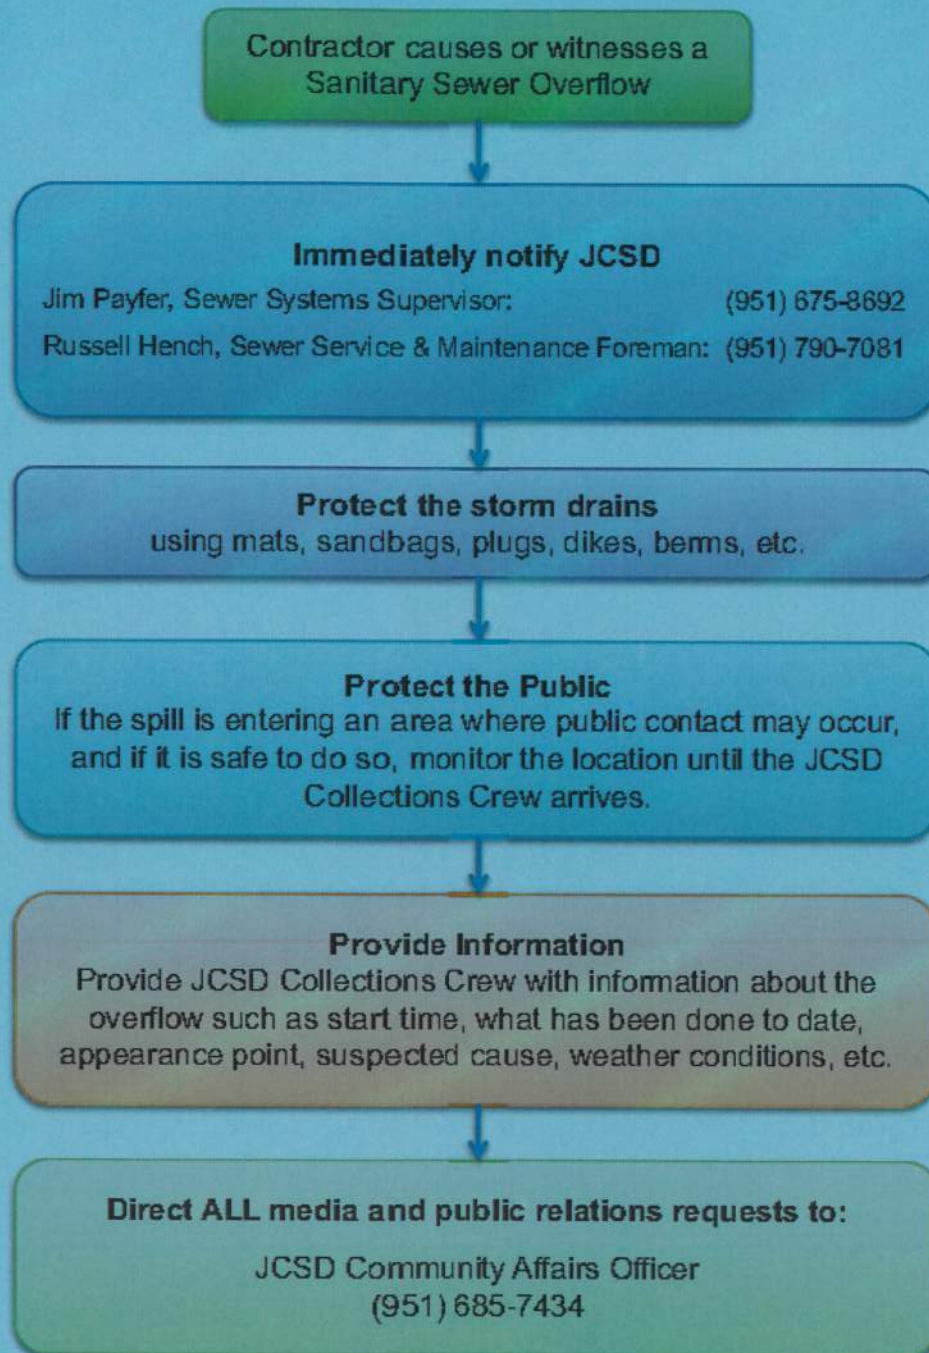 Contractor causes or witnesses a
Sanitary Sewer Overflow
Immediately notify JCSD
Jim Payfer, Sewer Systems Supervisor: (951) 675-8692
Russell Hench, Sewer Service & Maintenance Foreman: (951) 790-7081
Protect the storm drains
using mats, sandbags, plugs, dikes, berms, etc.
Protect the Public
If the spill is entering an area where public contact may occur,
and if it is safe to do so, monitor the location until the JCSD
Collections Crew arrives.
Provide Information
Provide JCSD Collections Crew with information about the
overflow such as start time, what has been done to date,
appearance point, suspected cause, weather conditions, etc.
Direct ALL media and public relations requests to:
JCSD Community Affairs Officer
(951) 685-7434